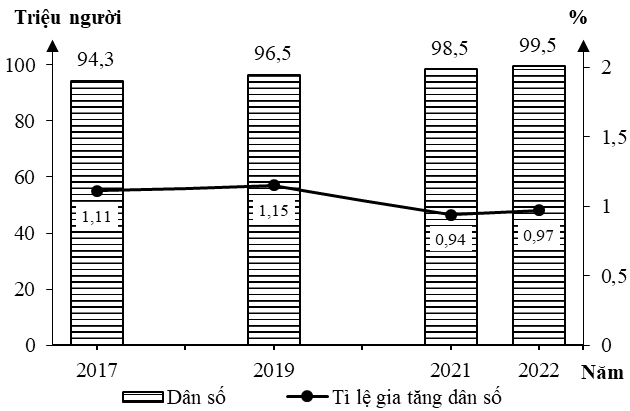 Triệu người %
94,3 96,5 98,5 99,5
100 2
80 1,5
60
1,11 1,15 0,94 0,97
1
40
0,5
20
0 0
2017 2019 2021 2022 Năm
Dân số Tỉ lệ gia tăng dân số